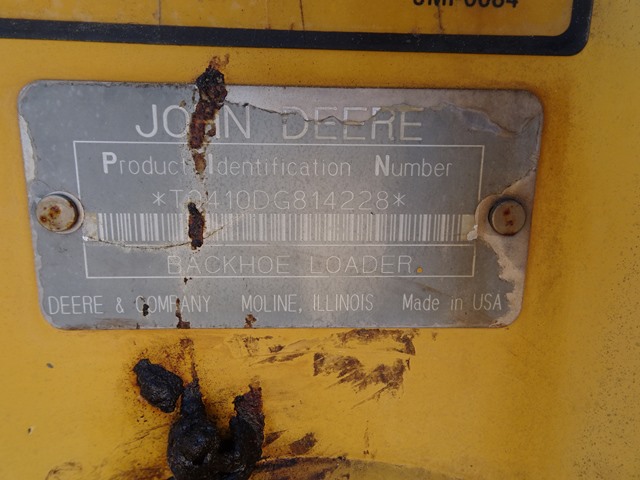 JOHN DEERE
Product Identification Number
*T0410DG814228*
BACKHOE LOADER
DEERE & COMPANY MOLINE, ILLINOIS Made in USA